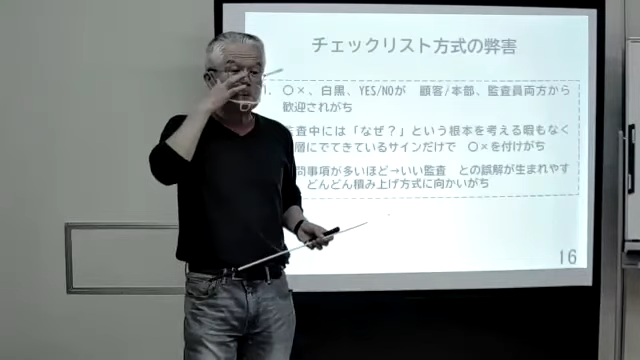 チェックリスト方式の弊害
1. ○×、白黒、YES/NOが 顧客/本部、監査員両方から
歓迎されがち
査中には「なぜ？」という根本を考える暇もなく
層にでてきているサインだけで ○×を付けがち
問事項が多いほど→いい監査 との誤解が生まれやす
どんどん積み上げ方式に向かいがち
16